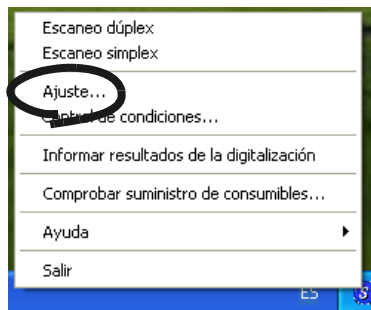 Escaneo dúplex
Escaneo simplex
Ajuste...
Control de condiciones...
Informar resultados de la digitalización
Comprobar suministro de consumibles...
Ayuda
Salir
ES
S